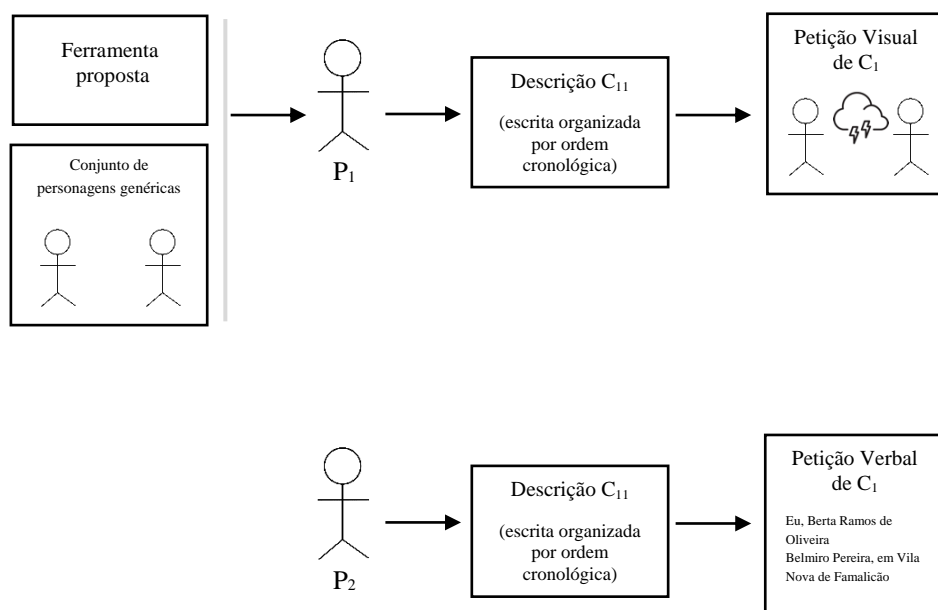 Ferramenta
proposta
Conjunto de
personagens genéricas
P₁
Descrição C₁₁
(escrita organizada
por ordem
cronológica)
Petição Visual
de C₁
P₂
Descrição C₁₁
(escrita organizada
por ordem
cronológica)
Petição Verbal
de C₁
Eu, Berta Ramos de
Oliveira
Belmiro Pereira, em Vila
Nova de Famalicão